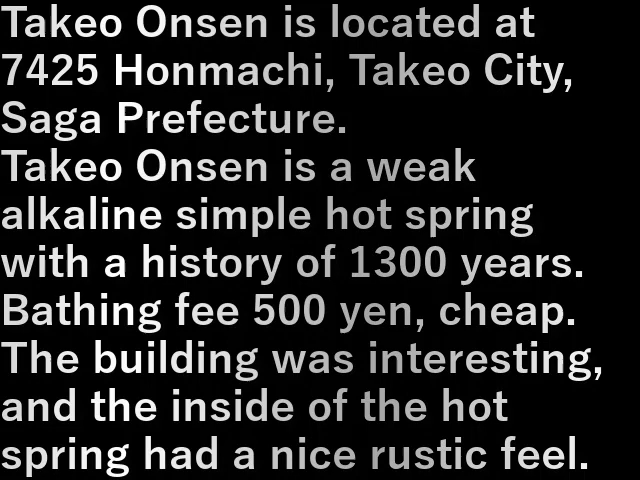 Takeo Onsen is located at
7425 Honmachi, Takeo City,
Saga Prefecture.
Takeo Onsen is a weak
alkaline simple hot spring
with a history of 1300 years.
Bathing fee 500 yen, cheap.
The building was interesting,
and the inside of the hot
spring had a nice rustic feel.